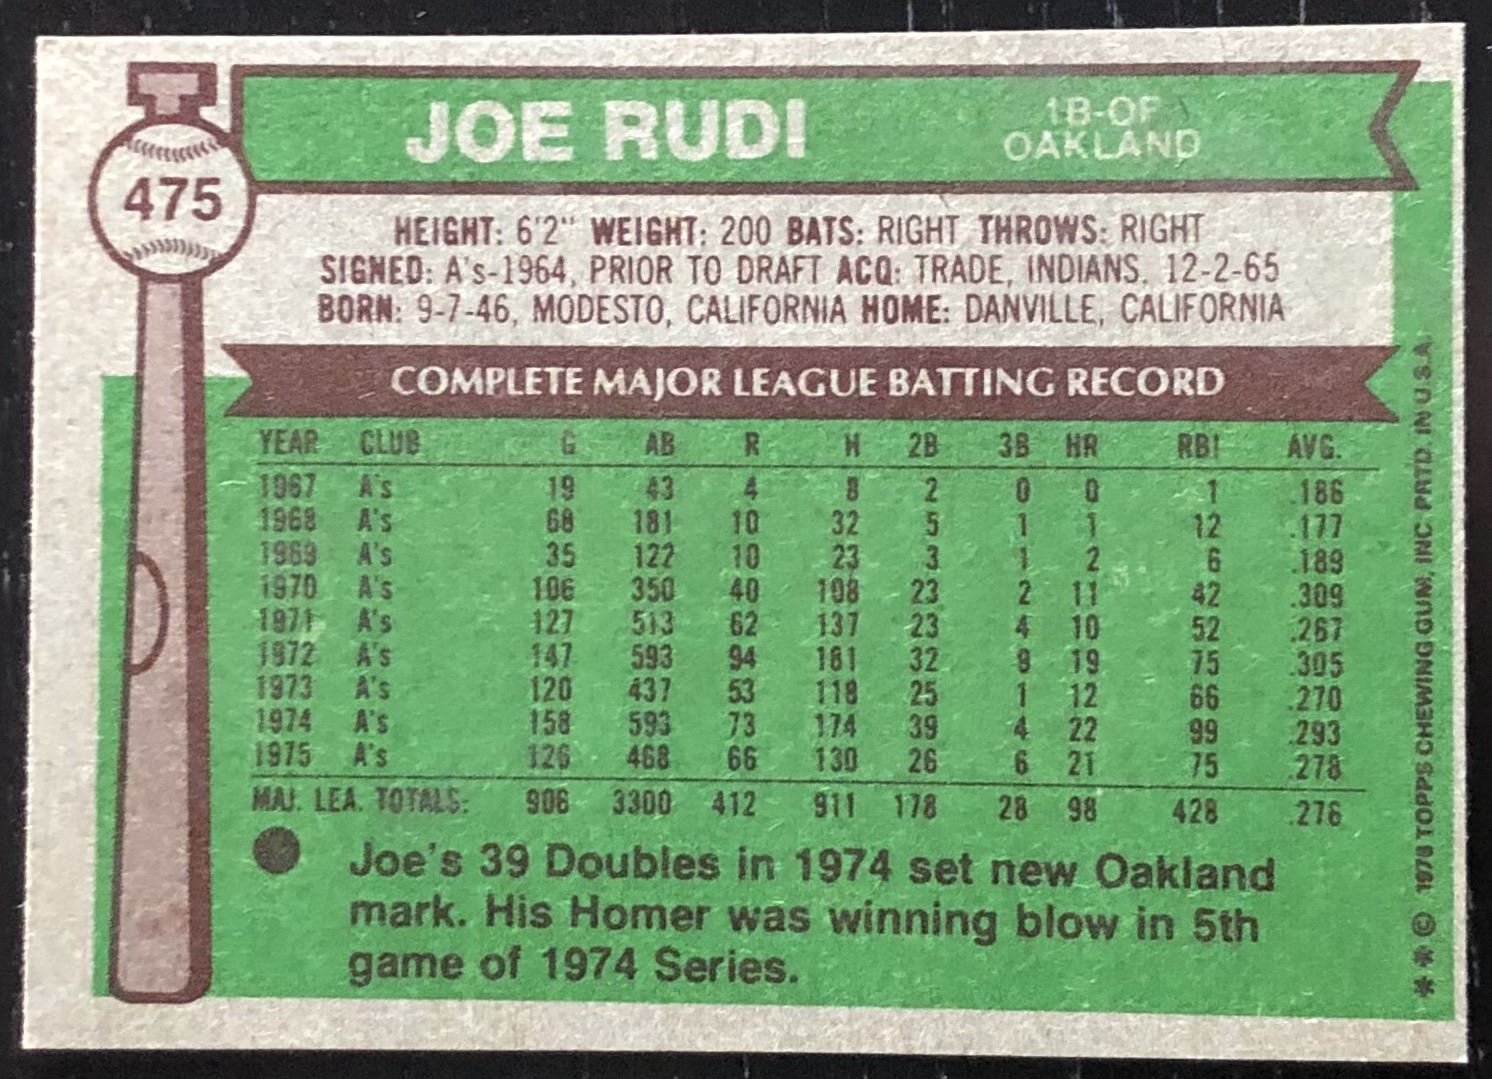 JOE RUDI
1B-OF
OAKLAND
475
HEIGHT: 6'2" WEIGHT: 200 BATS: RIGHT THROWS: RIGHT
SIGNED: A's-1964, PRIOR TO DRAFT ACQ: TRADE, INDIANS, 12-2-65
BORN: 9-7-46, MODESTO, CALIFORNIA HOME: DANVILLE, CALIFORNIA
COMPLETE MAJOR LEAGUE BATTING RECORD
YEAR CLUB G AB R H 2B 3B HR RBI AVG.
1967 A's 19 43 4 8 2 0 0 1 .186
1968 A's 68 181 10 32 5 1 1 12 .177
1969 A's 35 122 10 23 3 1 2 6 .189
1970 A's 106 350 40 108 23 2 11 42 .309
1971 A's 127 513 62 137 23 4 10 52 .267
1972 A's 147 593 94 181 32 9 19 75 .305
1973 A's 120 437 53 118 25 1 12 66 .270
1974 A's 158 593 73 174 39 4 22 99 .293
1975 A's 126 468 66 130 26 6 21 75 .278
MAJ. LEA. TOTALS: 906 3300 412 911 178 28 98 428 .276
Joe's 39 Doubles in 1974 set new Oakland
mark. His Homer was winning blow in 5th
game of 1974 Series.
** © 1976 TOPPS CHEWING GUM, INC. PRTD. IN U.S.A.